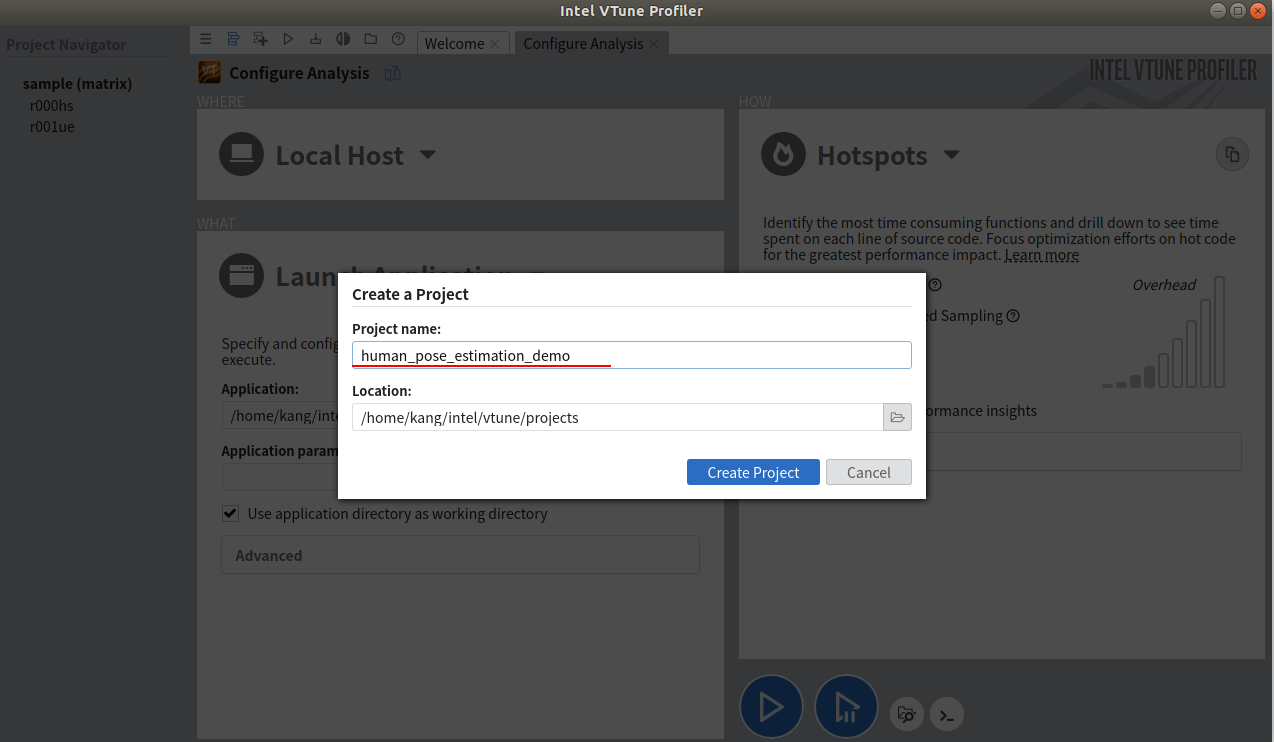 Intel VTune Profiler
Project Navigator
sample (matrix)
r000hs
r001ue
Welcome
Configure Analysis
Configure Analysis
INTEL VTUNE PROFILER
WHERE
Local Host
WHAT
Launch Application
Specify and config
execute.
Application:
/home/kang/inte
Application param
Use application directory as working directory
Advanced
HOW
Hotspots
Identify the most time consuming functions and drill down to see time
spent on each line of source code. Focus optimization efforts on hot code
for the greatest performance impact. Learn more
Overhead
ed Sampling
ormance insights
Create a Project
Project name:
human_pose_estimation_demo
Location:
/home/kang/intel/vtune/projects
Create Project
Cancel